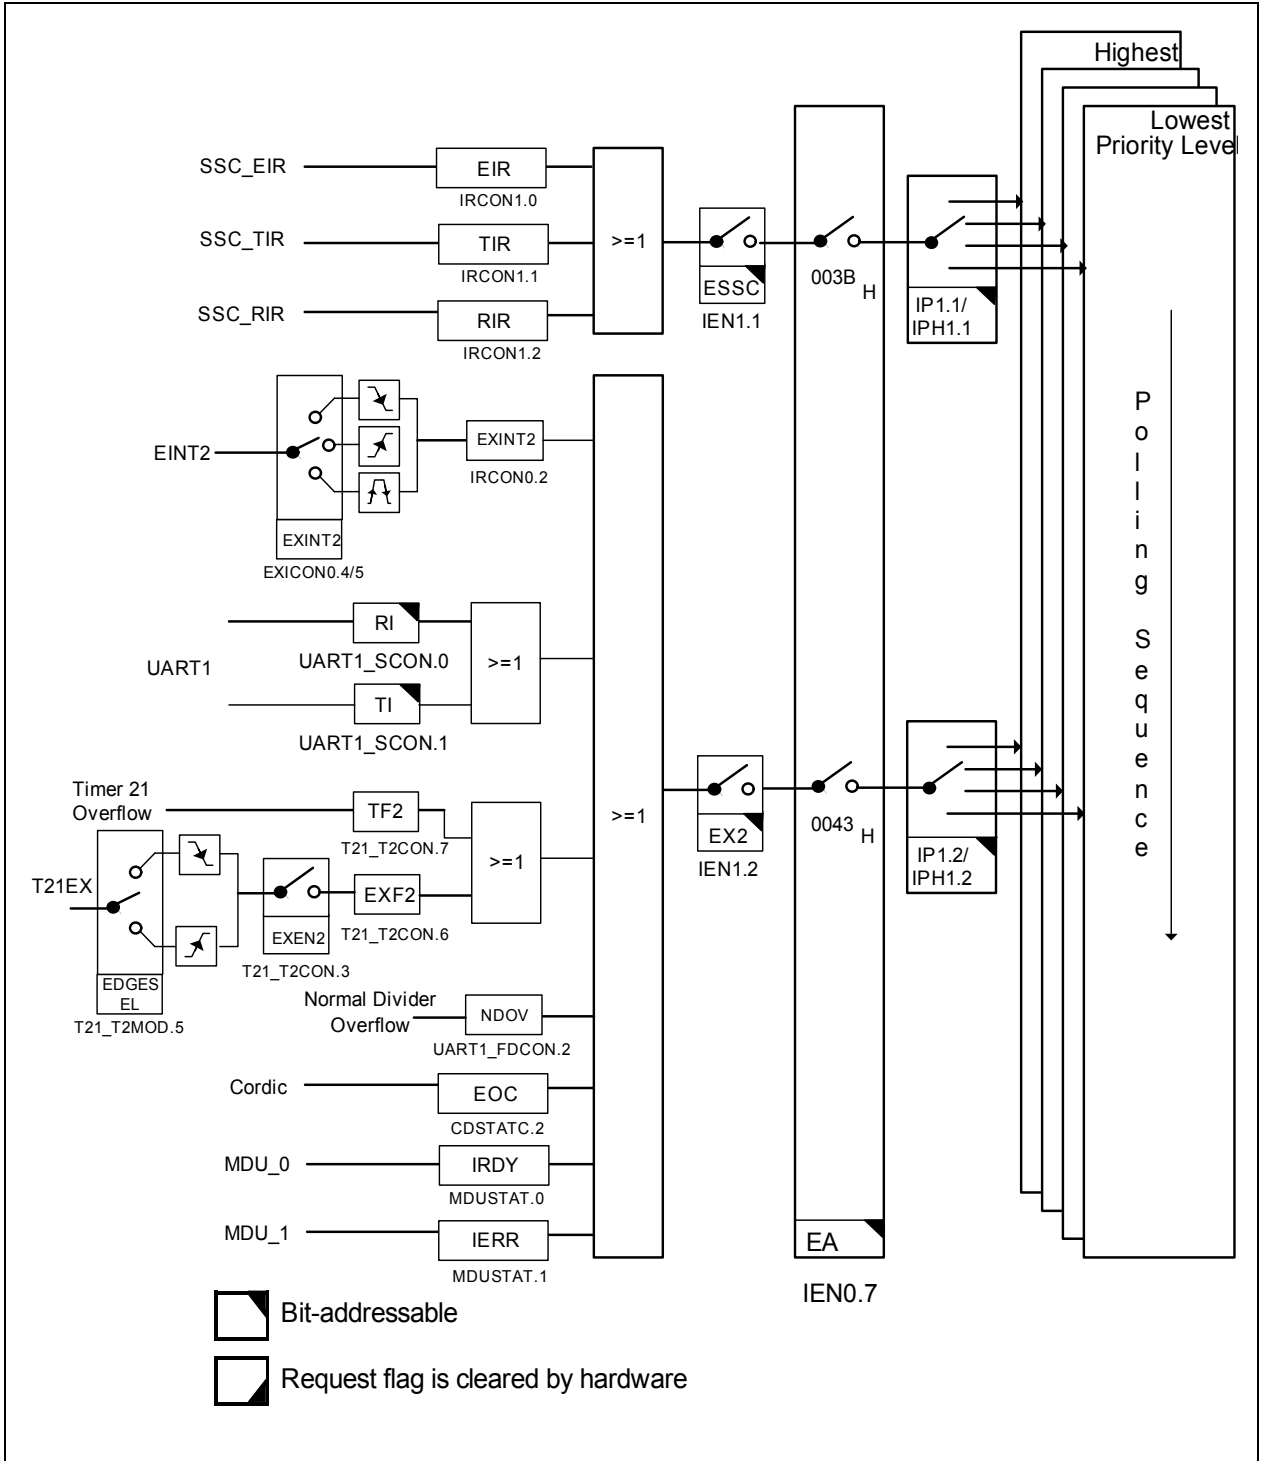 Highest
Lowest
Priority Level
SSC_EIR
EIR
IRCON1.0
SSC_TIR
TIR
IRCON1.1
SSC_RIR
RIR
IRCON1.2
>=1
ESSC
IEN1.1
003B H
IP1.1/
IPH1.1
EINT2
EXINT2
EXICON0.4/5
EXINT2
IRCON0.2
UART1
RI
UART1_SCON.0
TI
UART1_SCON.1
>=1
Timer 21
Overflow
TF2
T21_T2CON.7
T21EX
EDGES
EL
T21_T2MOD.5
EXEN2
T21_T2CON.3
EXF2
T21_T2CON.6
>=1
Normal Divider
Overflow
NDOV
UART1_FDCON.2
Cordic
EOC
CDSTATC.2
MDU_0
IRDY
MDUSTAT.0
MDU_1
IERR
MDUSTAT.1
>=1
EX2
IEN1.2
0043 H
IP1.2/
IPH1.2
EA
IEN0.7
Polling Sequence
Bit-addressable
Request flag is cleared by hardware